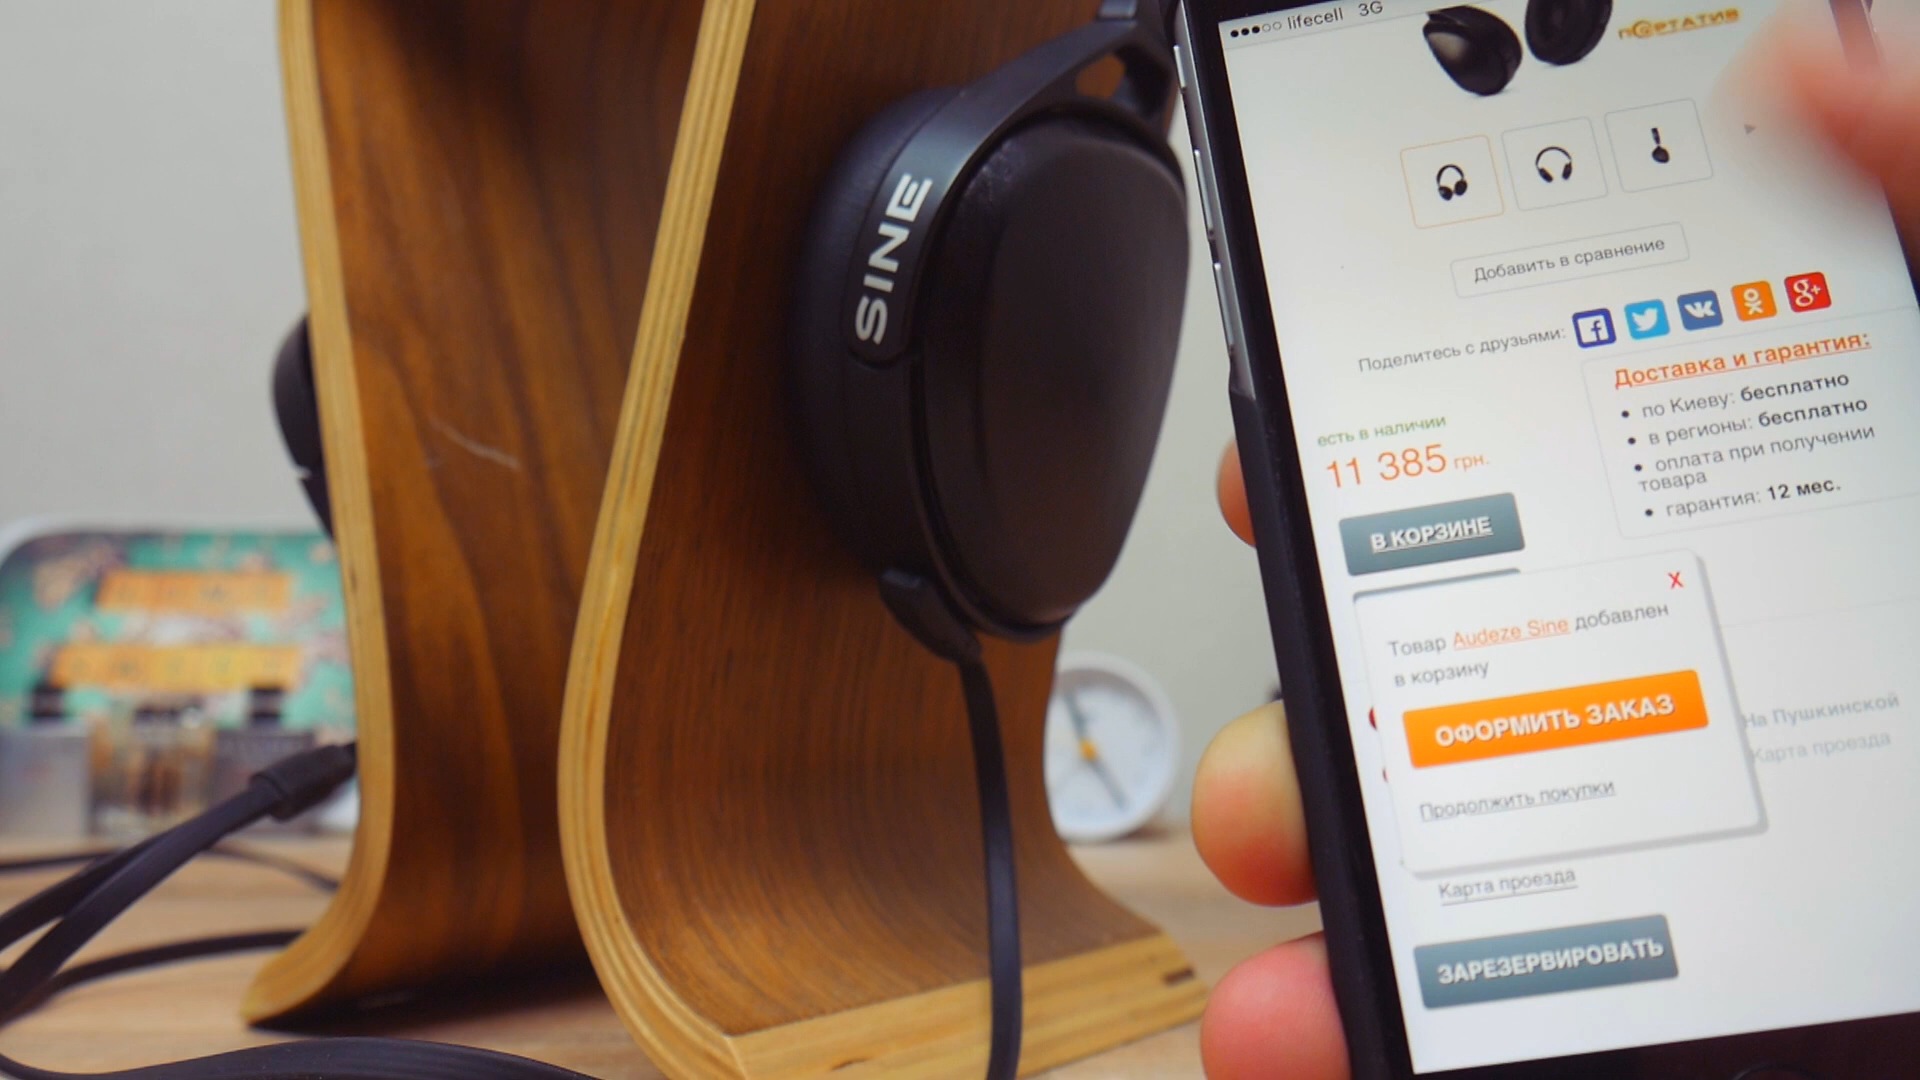 SINE
lifecell 3G
ПОРТАТИВ
Добавить в сравнение
Поделитесь с друзьями:
Доставка и гарантия:
• по Киеву: бесплатно
• в регионы: бесплатно
• оплата при получении
товара
• гарантия: 12 мес.
есть в наличии
11 385 грн.
В КОРЗИНЕ
X
Товар Audeze Sine добавлен
в корзину
ОФОРМИТЬ ЗАКАЗ
Продолжить покупки
На Пушкинской
Карта проезда
Карта проезда
ЗАРЕЗЕРВИРОВАТЬ